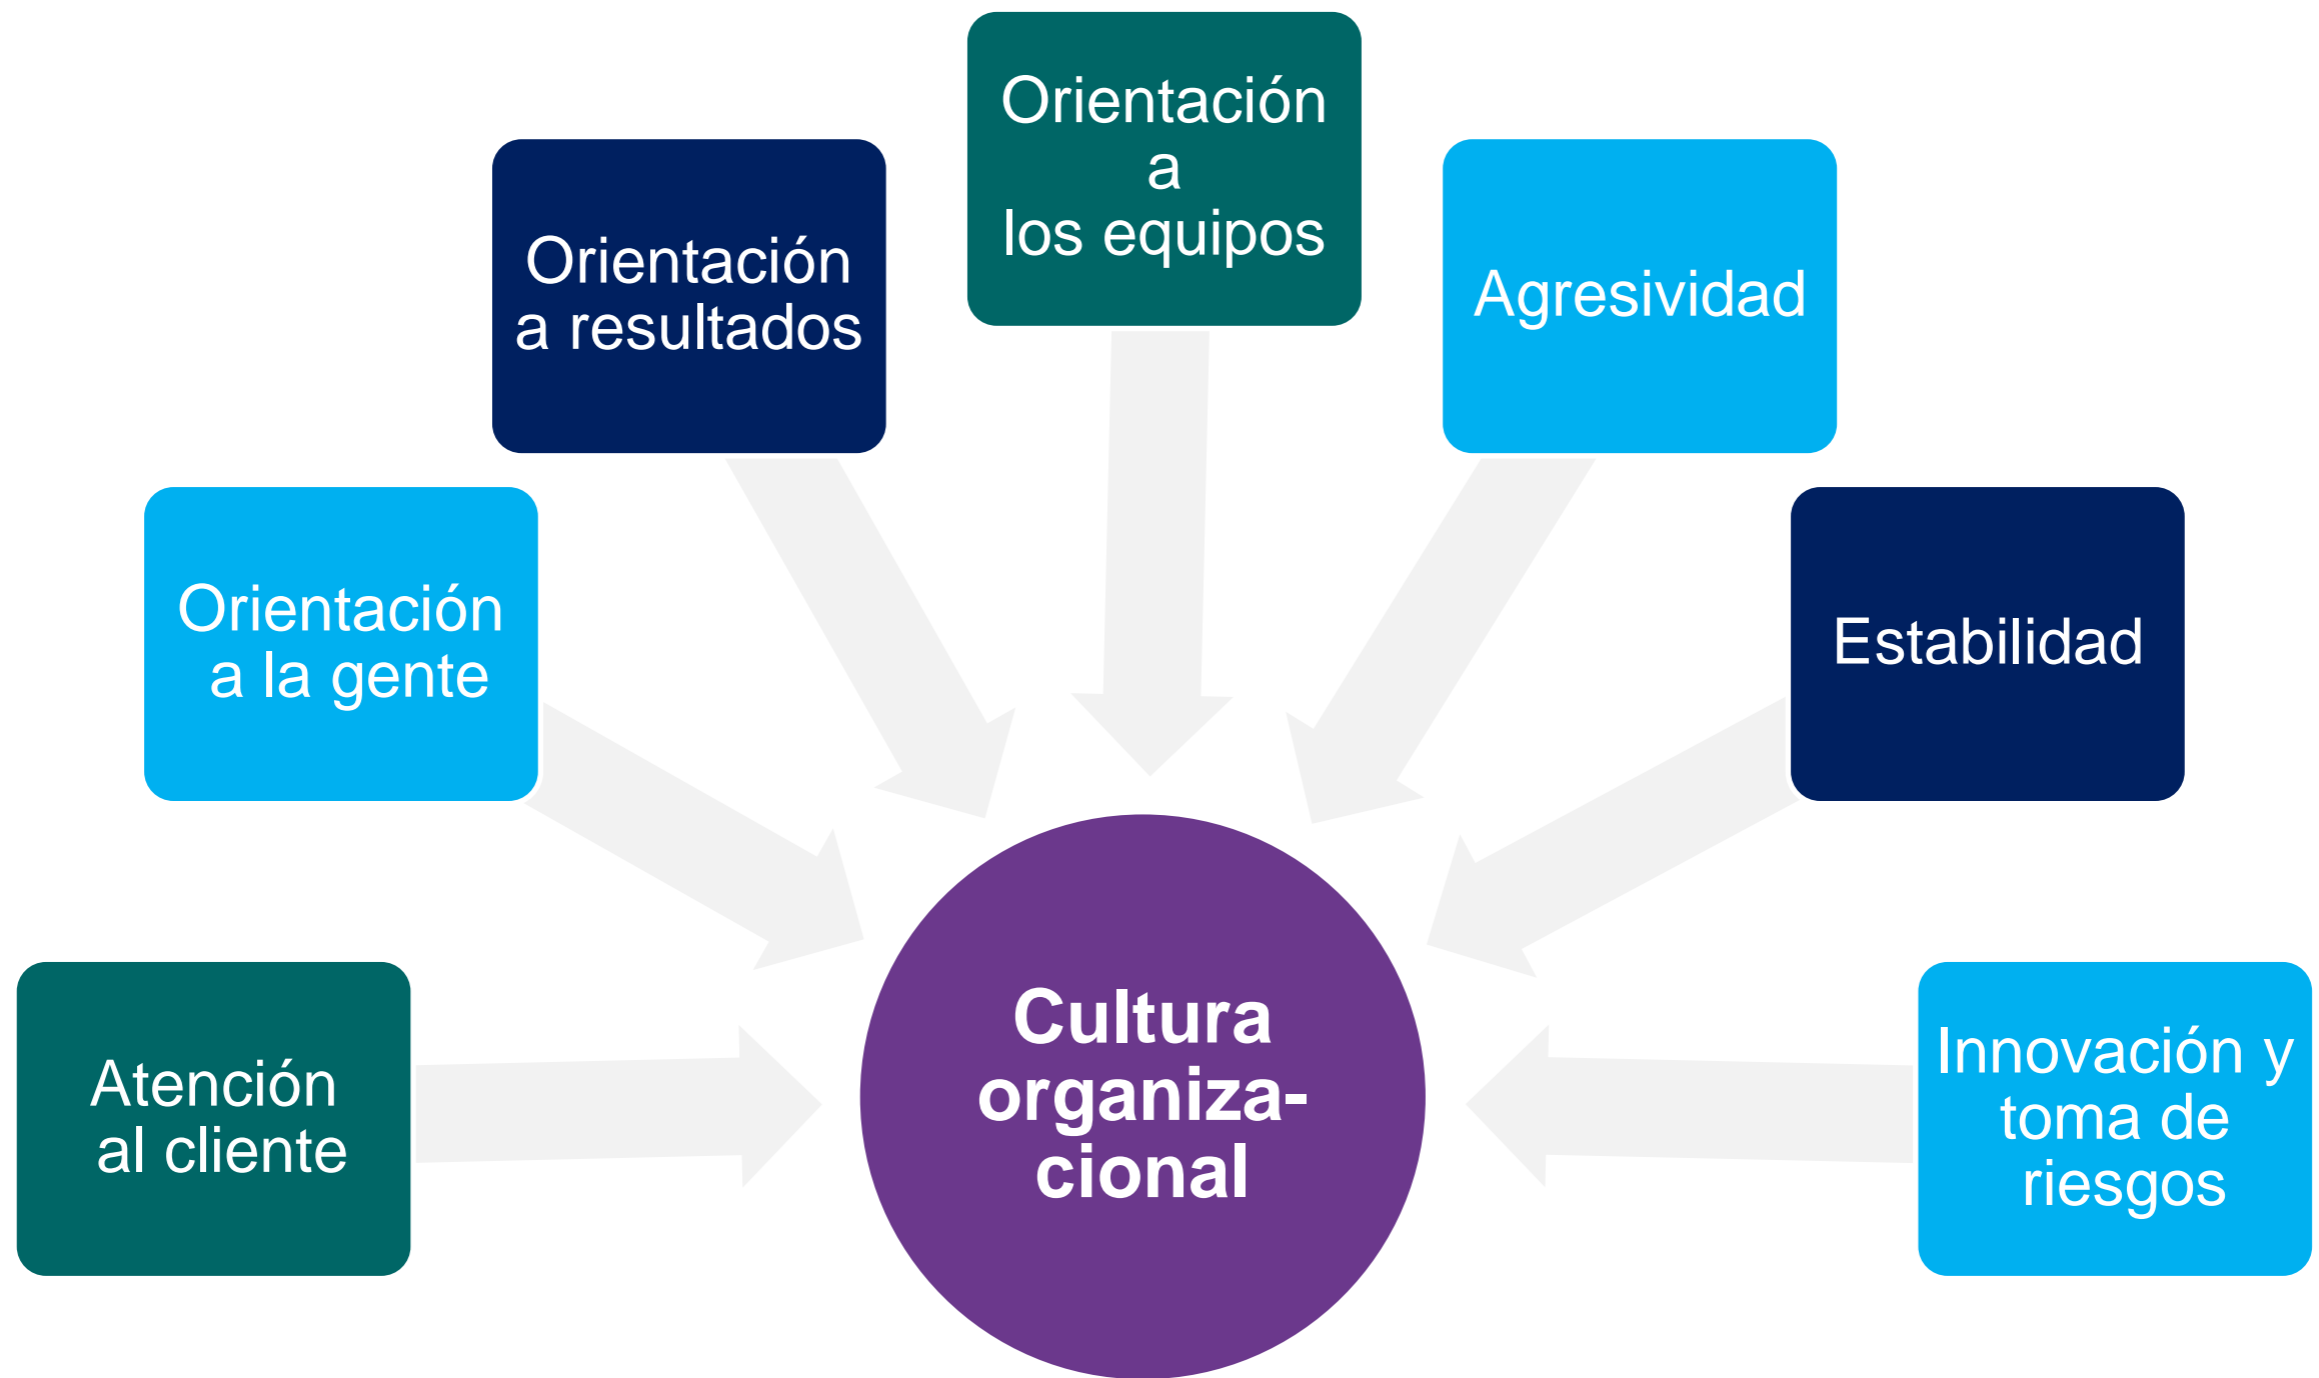 Orientación
a
los equipos
Orientación
a resultados
Agresividad
Orientación
a la gente
Estabilidad
Atención
al cliente
Cultura
organiza-
cional
Innovación y
toma de
riesgos